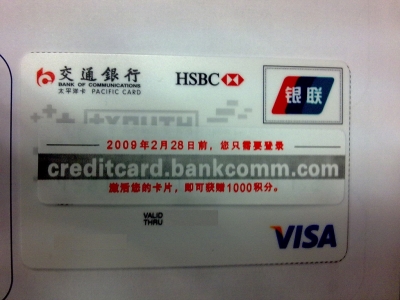 交通銀行
BANK OF COMMUNICATIONS
太平洋卡 PACIFIC CARD
HSBC
银联
YOUTH
2009年2月28日前，您只需要登录
creditcard.bankcomm.com
激活您的卡片，即可获赠1000积分。
VALID
THRU
VISA